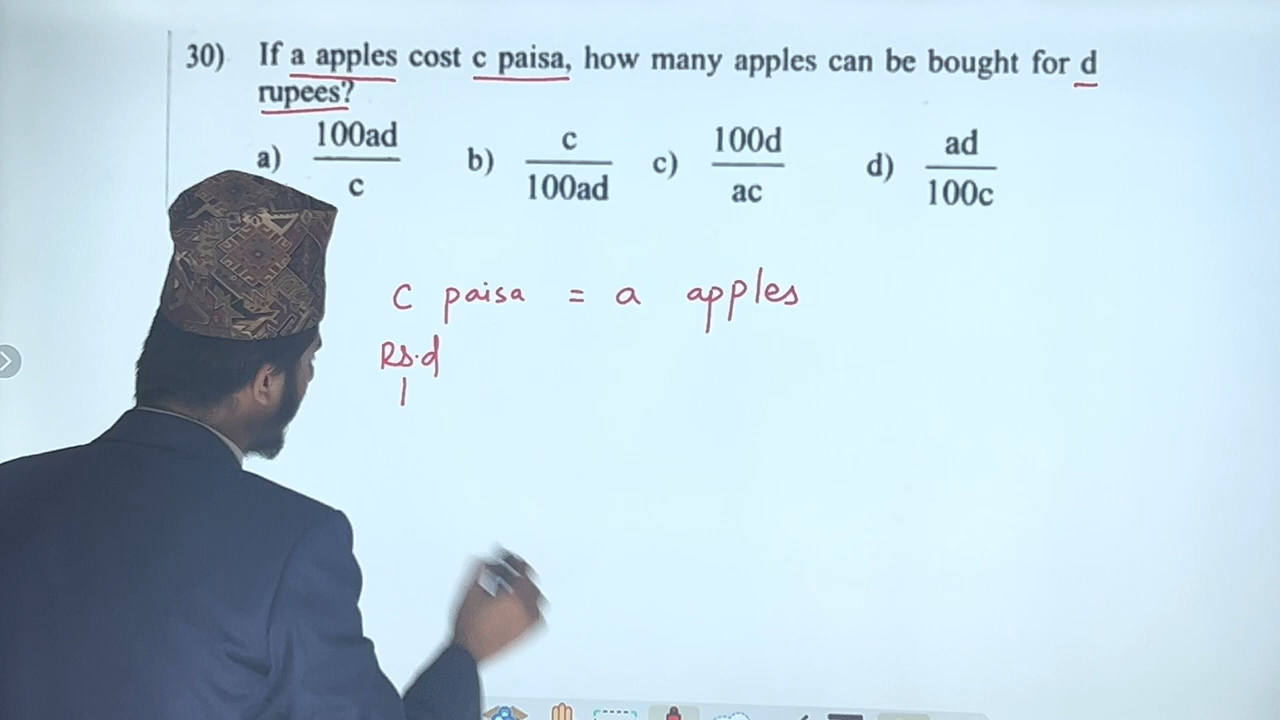 30) If a apples cost c paisa, how many apples can be bought for d
rupees?
a) 100ad/c b) c/100ad c) 100d/ac d) ad/100c
c paisa = a apples
Rs.d